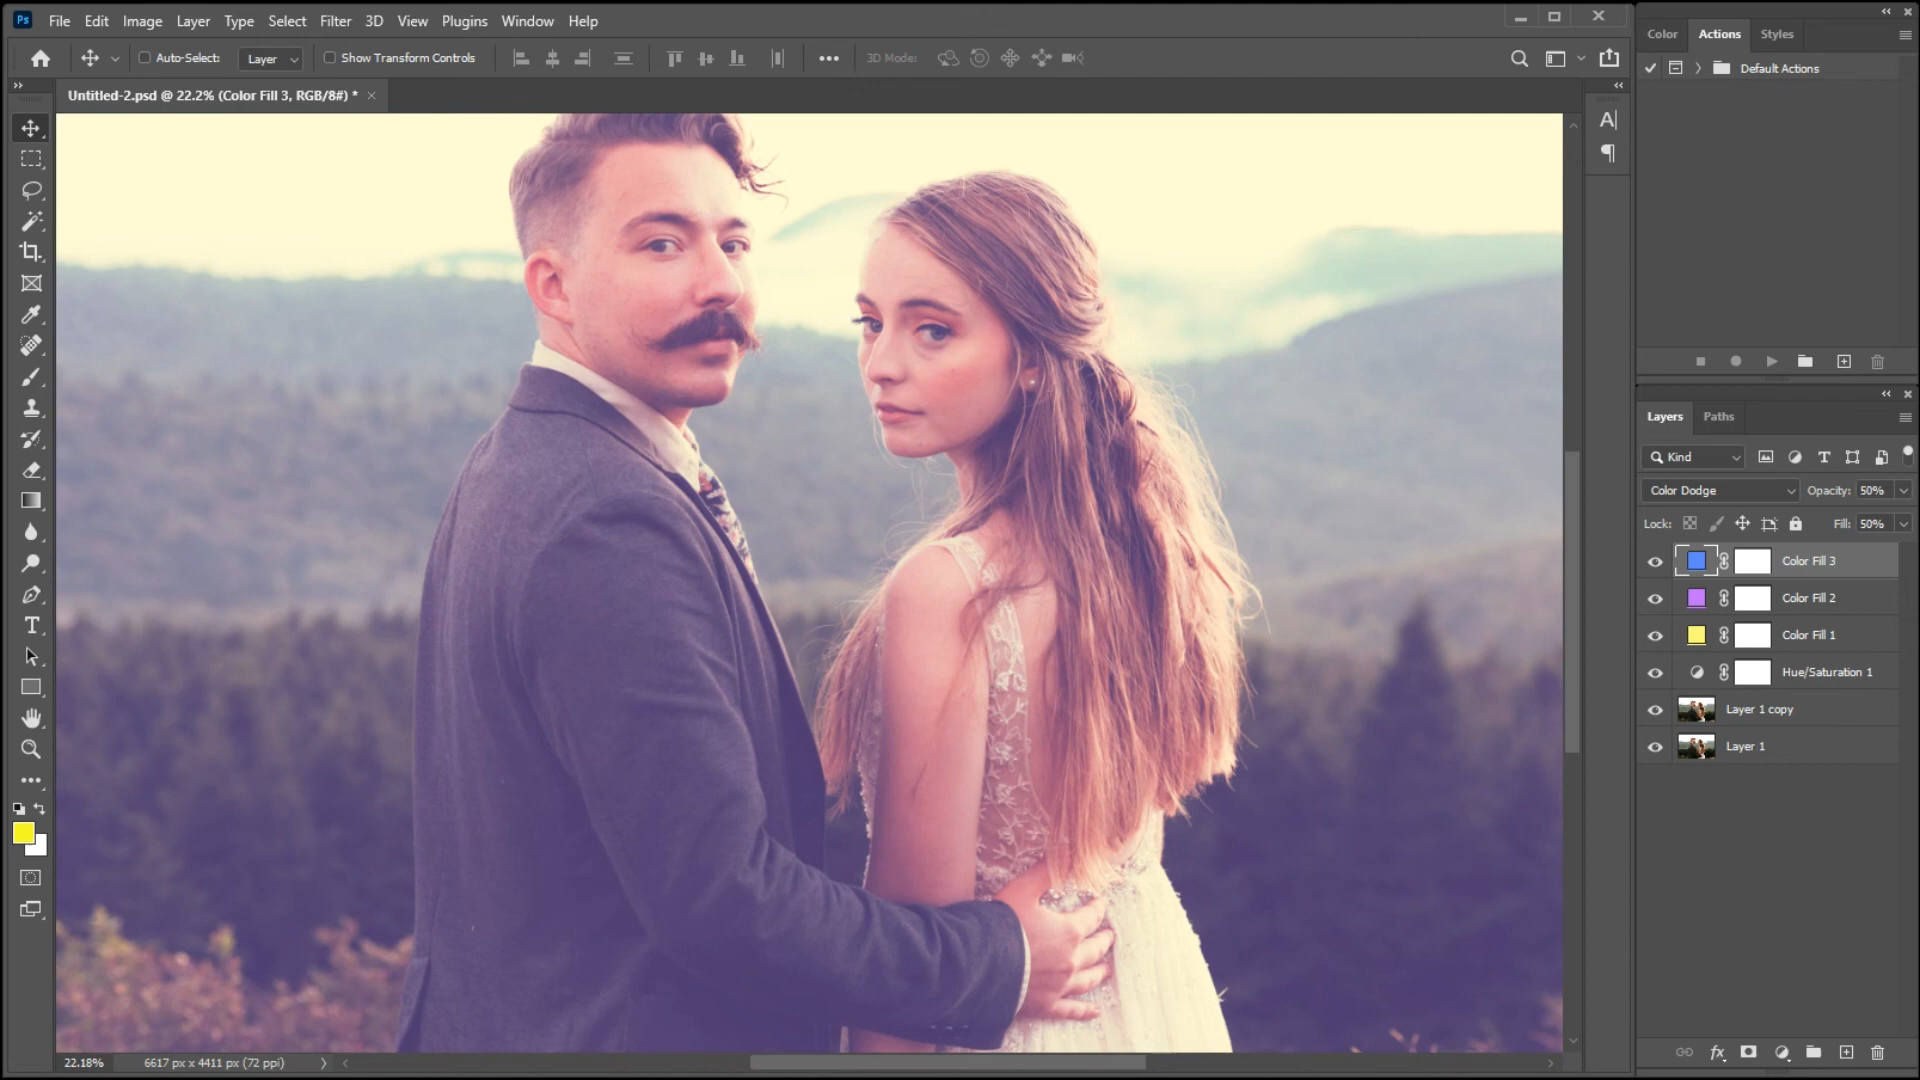 Ps File Edit Image Layer Type Select Filter 3D View Plugins Window Help
Auto-Select: Layer Show Transform Controls 3D Mode:
Untitled-2.psd @ 22.2% (Color Fill 3, RGB/8#) *
Color Actions Styles
Default Actions
Layers Paths
Kind
Color Dodge Opacity: 50%
Lock: Fill: 50%
Color Fill 3
Color Fill 2
Color Fill 1
Hue/Saturation 1
Layer 1 copy
Layer 1
22.18% 6617 px x 4411 px (72 ppi)